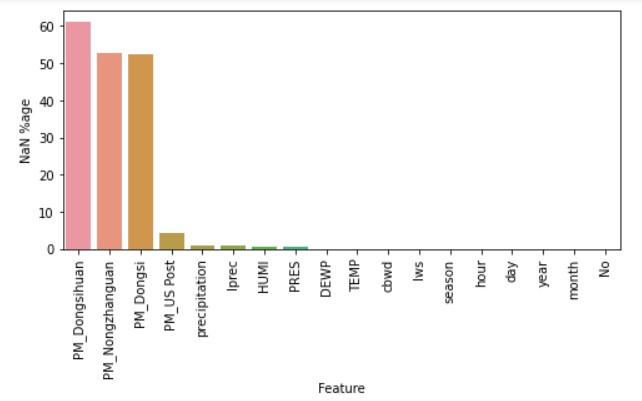 60
50
40
30
20
10
0
NaN %age
PM_Dongsihuan
PM_Nongzhanguan
PM_Dongsi
PM_US Post
precipitation
Iprec
HUMI
PRES
DEWP
TEMP
cbwd
Iws
season
hour
day
year
month
No
Feature